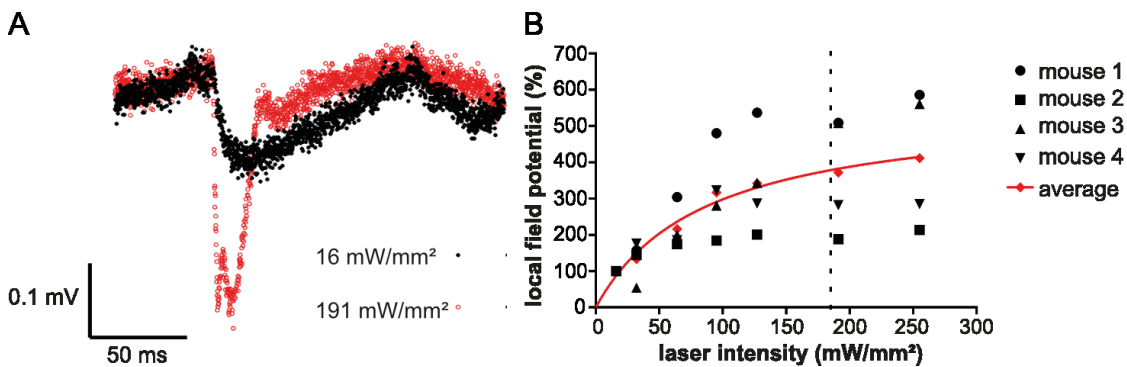 A
16 mW/mm²
191 mW/mm²
0.1 mV
50 ms
B
local field potential (%)
700
600
500
400
300
200
100
0
0 50 100 150 200 250 300
laser intensity (mW/mm²)
mouse 1
mouse 2
mouse 3
mouse 4
average